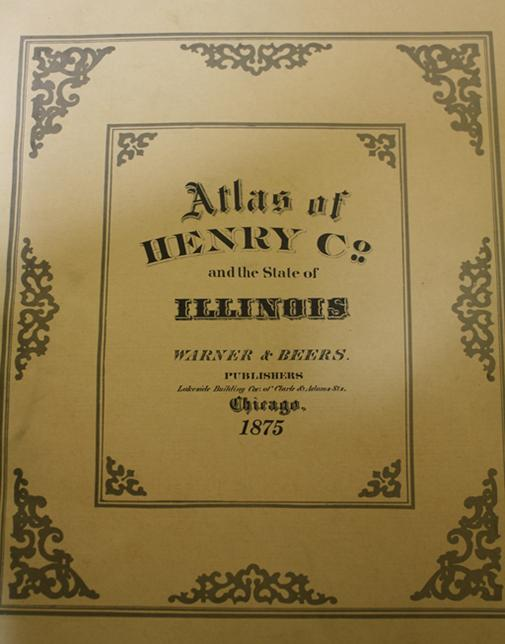 Atlas of
HENRY Co.
and the State of
ILLINOIS
WARNER & BEERS.
PUBLISHERS
Lakeside Building Cor. of Clark & Adams Sts.
Chicago.
1875